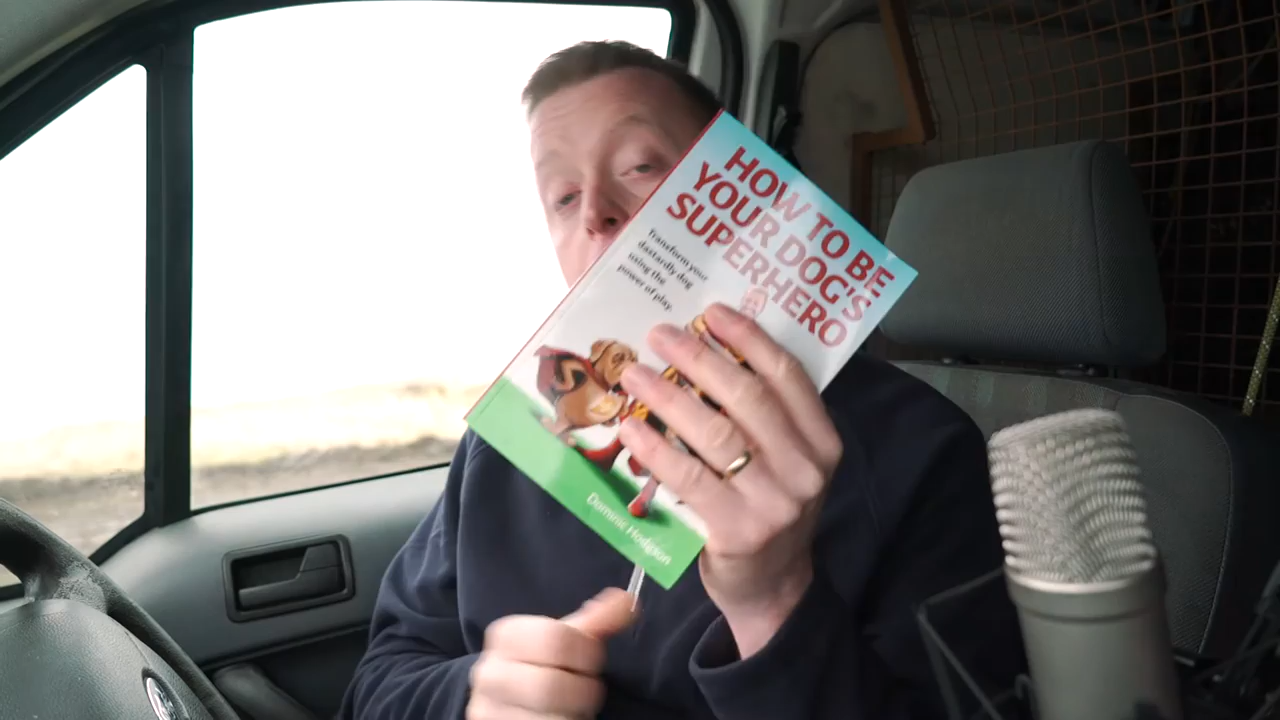 HOW TO BE
YOUR DOG'S
SUPERHERO
Transform your
dastardly dog
using the
power of play.
Dominic Hodgson